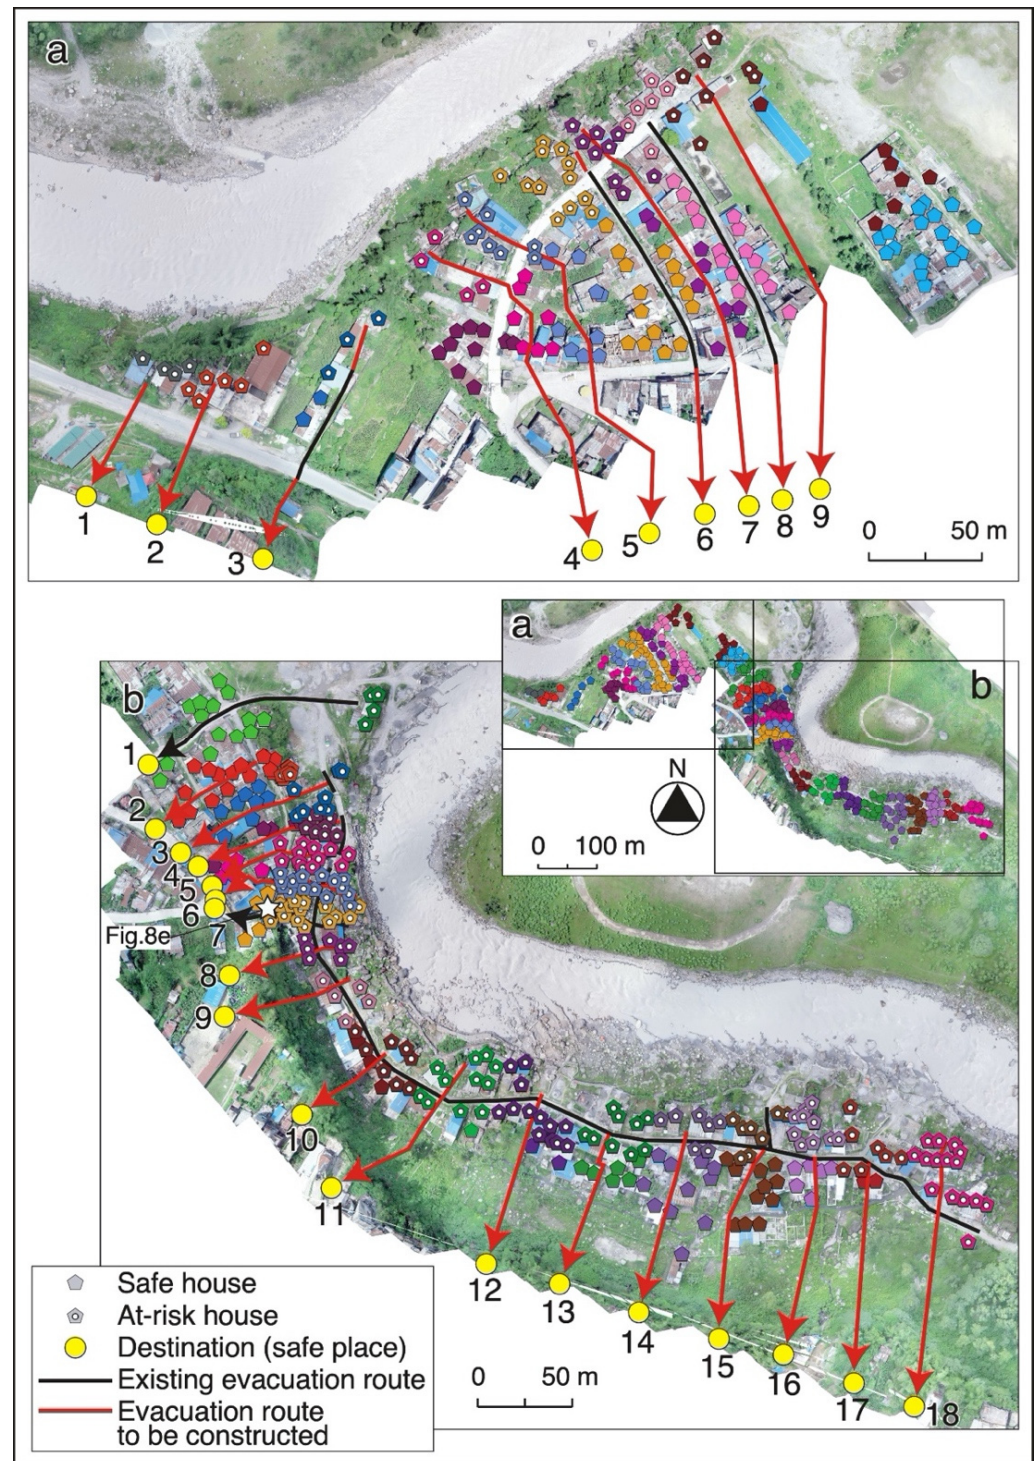 a
1
2
3
4
5
6
7
8
9
0 50 m
a
b
N
0 100 m
b
1
2
3
4
5
6
Fig.8e
7
8
9
10
11
12
13
14
15
16
17
18
Safe house
At-risk house
Destination (safe place)
Existing evacuation route
Evacuation route
to be constructed
0 50 m